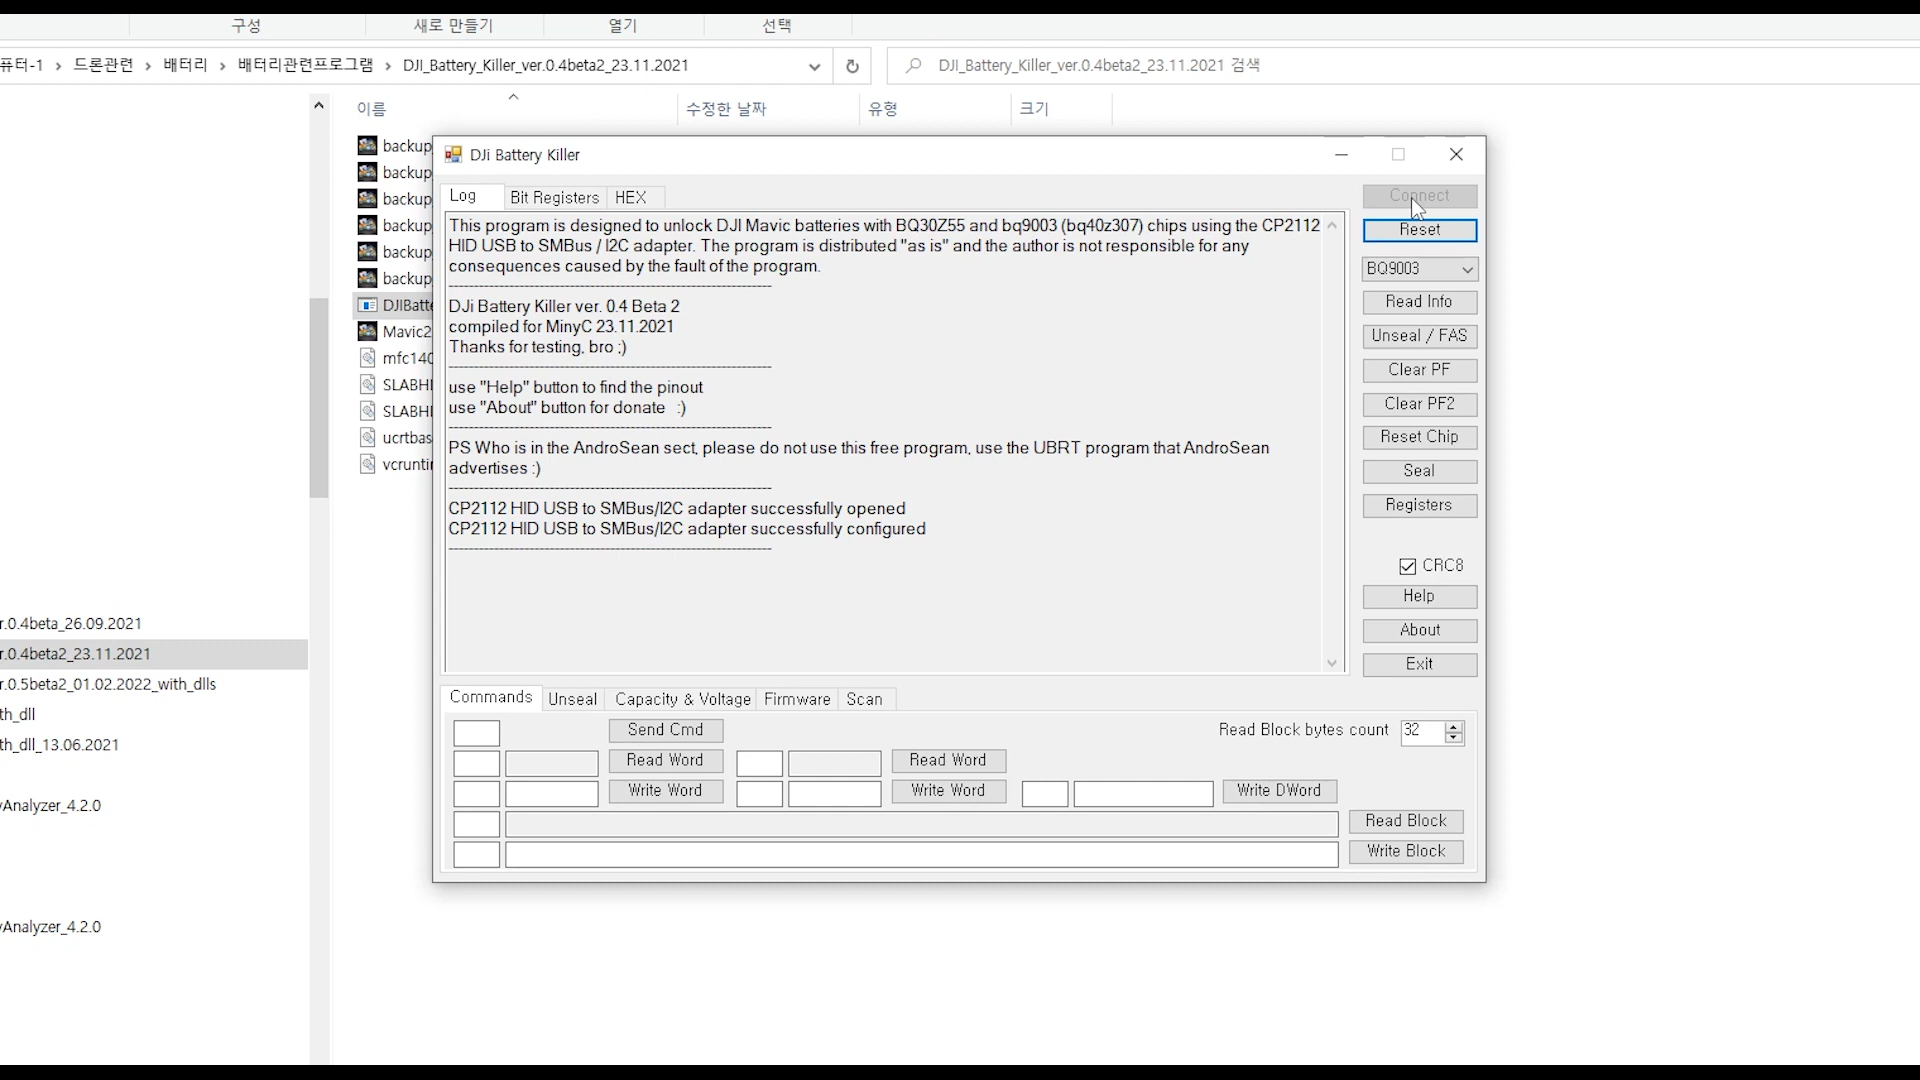 구성
새로 만들기
열기
선택
퓨터-1 › 드론관련 › 배터리 › 배터리관련프로그램 › DJI_Battery_Killer_ver.0.4beta2_23.11.2021
DJI_Battery_Killer_ver.0.4beta2_23.11.2021 검색
이름
수정한 날짜
유형
크기
backup
backup
backup
backup
backup
backup
DJIBatte
Mavic2
mfc140
SLABHI
SLABHI
ucrtbas
vcruntin
r.0.4beta_26.09.2021
r.0.4beta2_23.11.2021
r.0.5beta2_01.02.2022_with_dlls
th_dll
th_dll_13.06.2021
yAnalyzer_4.2.0
yAnalyzer_4.2.0
DJi Battery Killer
Log
Bit Registers
HEX
This program is designed to unlock DJI Mavic batteries with BQ30Z55 and bq9003 (bq40z307) chips using the CP2112
HID USB to SMBus / I2C adapter. The program is distributed "as is" and the author is not responsible for any
consequences caused by the fault of the program.
DJi Battery Killer ver. 0.4 Beta 2
compiled for MinyC 23.11.2021
Thanks for testing, bro ;)
use "Help" button to find the pinout
use "About" button for donate :)
PS Who is in the AndroSean sect, please do not use this free program, use the UBRT program that AndroSean
advertises :)
CP2112 HID USB to SMBus/I2C adapter successfully opened
CP2112 HID USB to SMBus/I2C adapter successfully configured
Connect
Reset
BQ9003
Read Info
Unseal / FAS
Clear PF
Clear PF2
Reset Chip
Seal
Registers
CRC8
Help
About
Exit
Commands
Unseal
Capacity & Voltage
Firmware
Scan
Send Cmd
Read Block bytes count 32
Read Word
Read Word
Write Word
Write Word
Write DWord
Read Block
Write Block